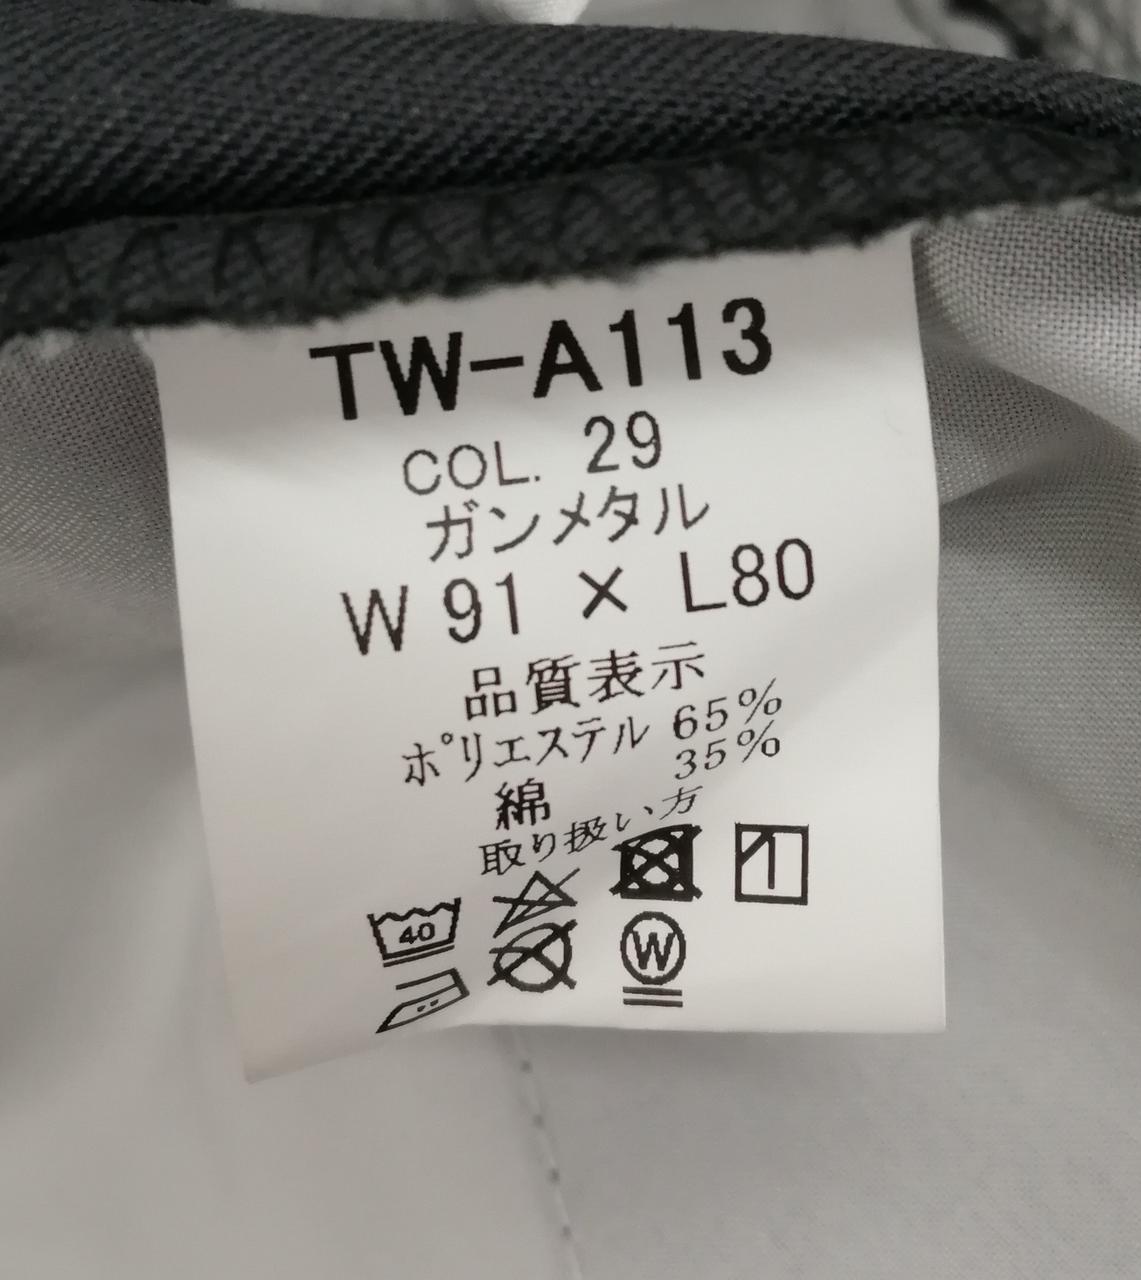 TW-A113
COL. 29
ガンメタル
W 91 × L80
品質表示
ポリエステル 65%
綿 35%
取り扱い方
40
W